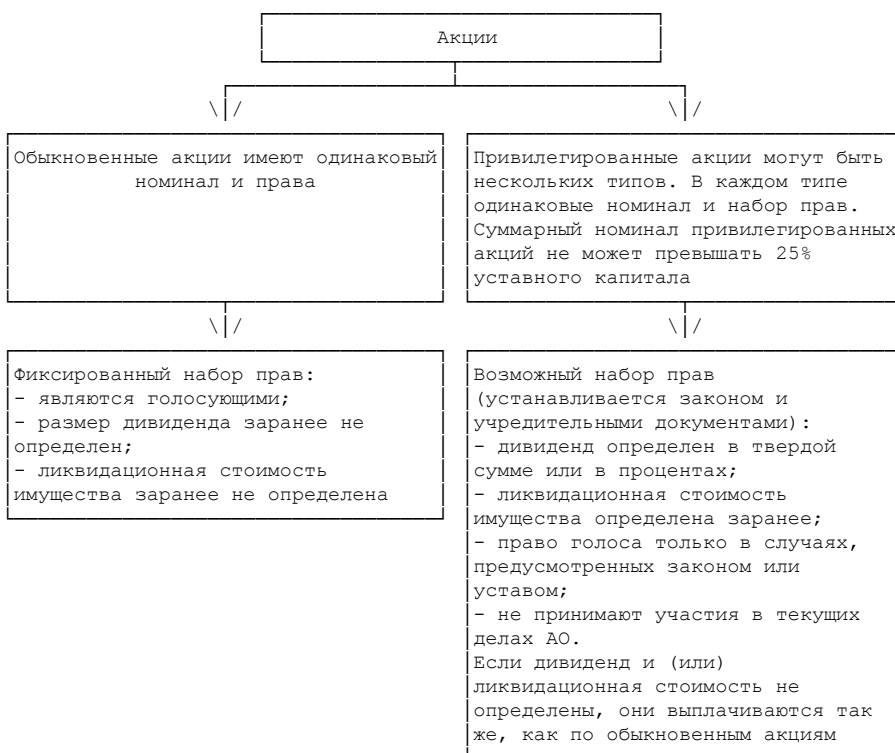 Акции
Обыкновенные акции имеют одинаковый
номинал и права
Привилегированные акции могут быть
нескольких типов. В каждом типе
одинаковые номинал и набор прав.
Суммарный номинал привилегированных
акций не может превышать 25%
уставного капитала
Фиксированный набор прав:
- являются голосующими;
- размер дивиденда заранее не
определен;
- ликвидационная стоимость
имущества заранее не определена
Возможный набор прав
(устанавливается законом и
учредительными документами):
- дивиденд определен в твердой
сумме или в процентах;
- ликвидационная стоимость
имущества определена заранее;
- право голоса только в случаях,
предусмотренных законом или
уставом;
- не принимают участия в текущих
делах АО.
Если дивиденд и (или)
ликвидационная стоимость не
определены, они выплачиваются так
же, как по обыкновенным акциям